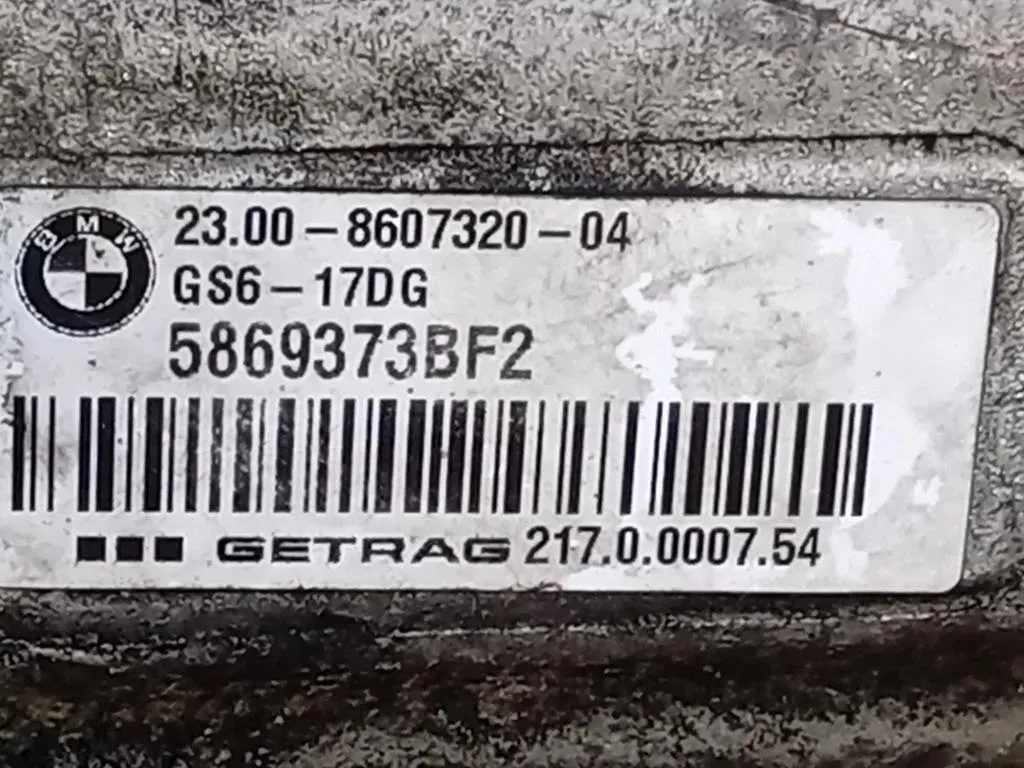 BMW
23.00-8607320-04
GS6-17DG
5869373BF2
GETRAG 217.0.0007.54